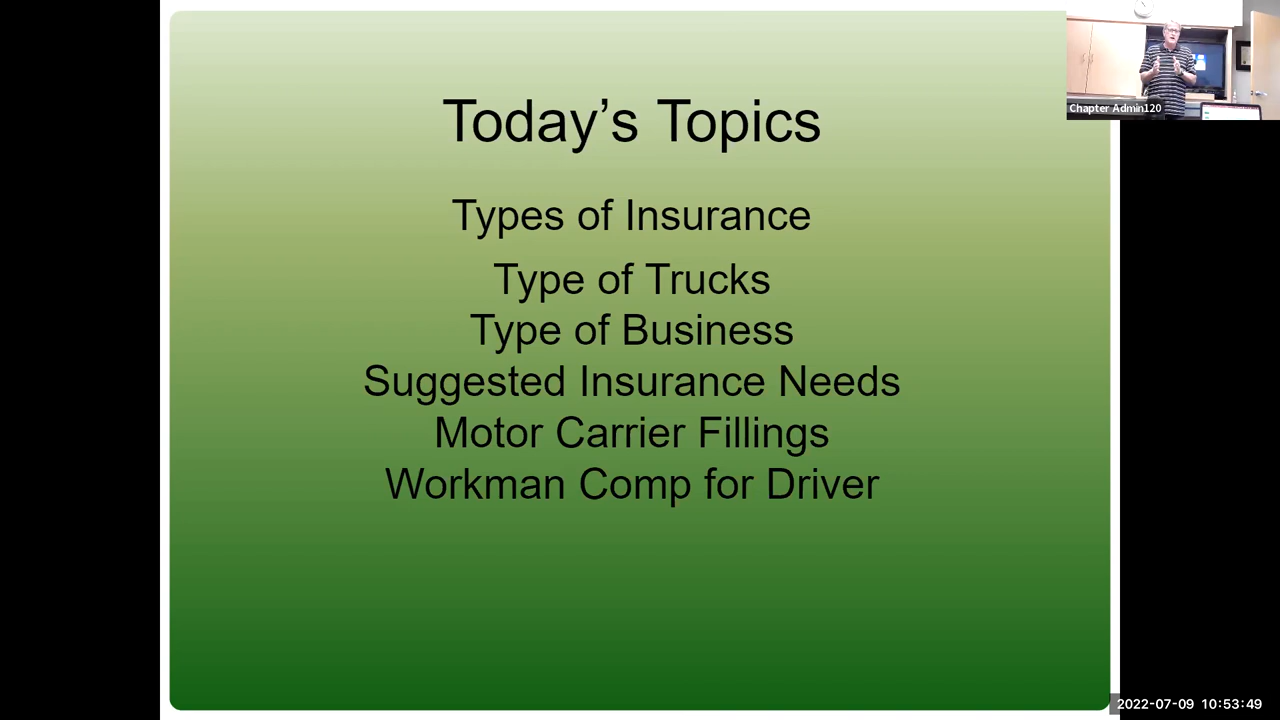 Today's Topics
Types of Insurance
Type of Trucks
Type of Business
Suggested Insurance Needs
Motor Carrier Fillings
Workman Comp for Driver
Chapter Admin120
2022-07-09 10:53:49